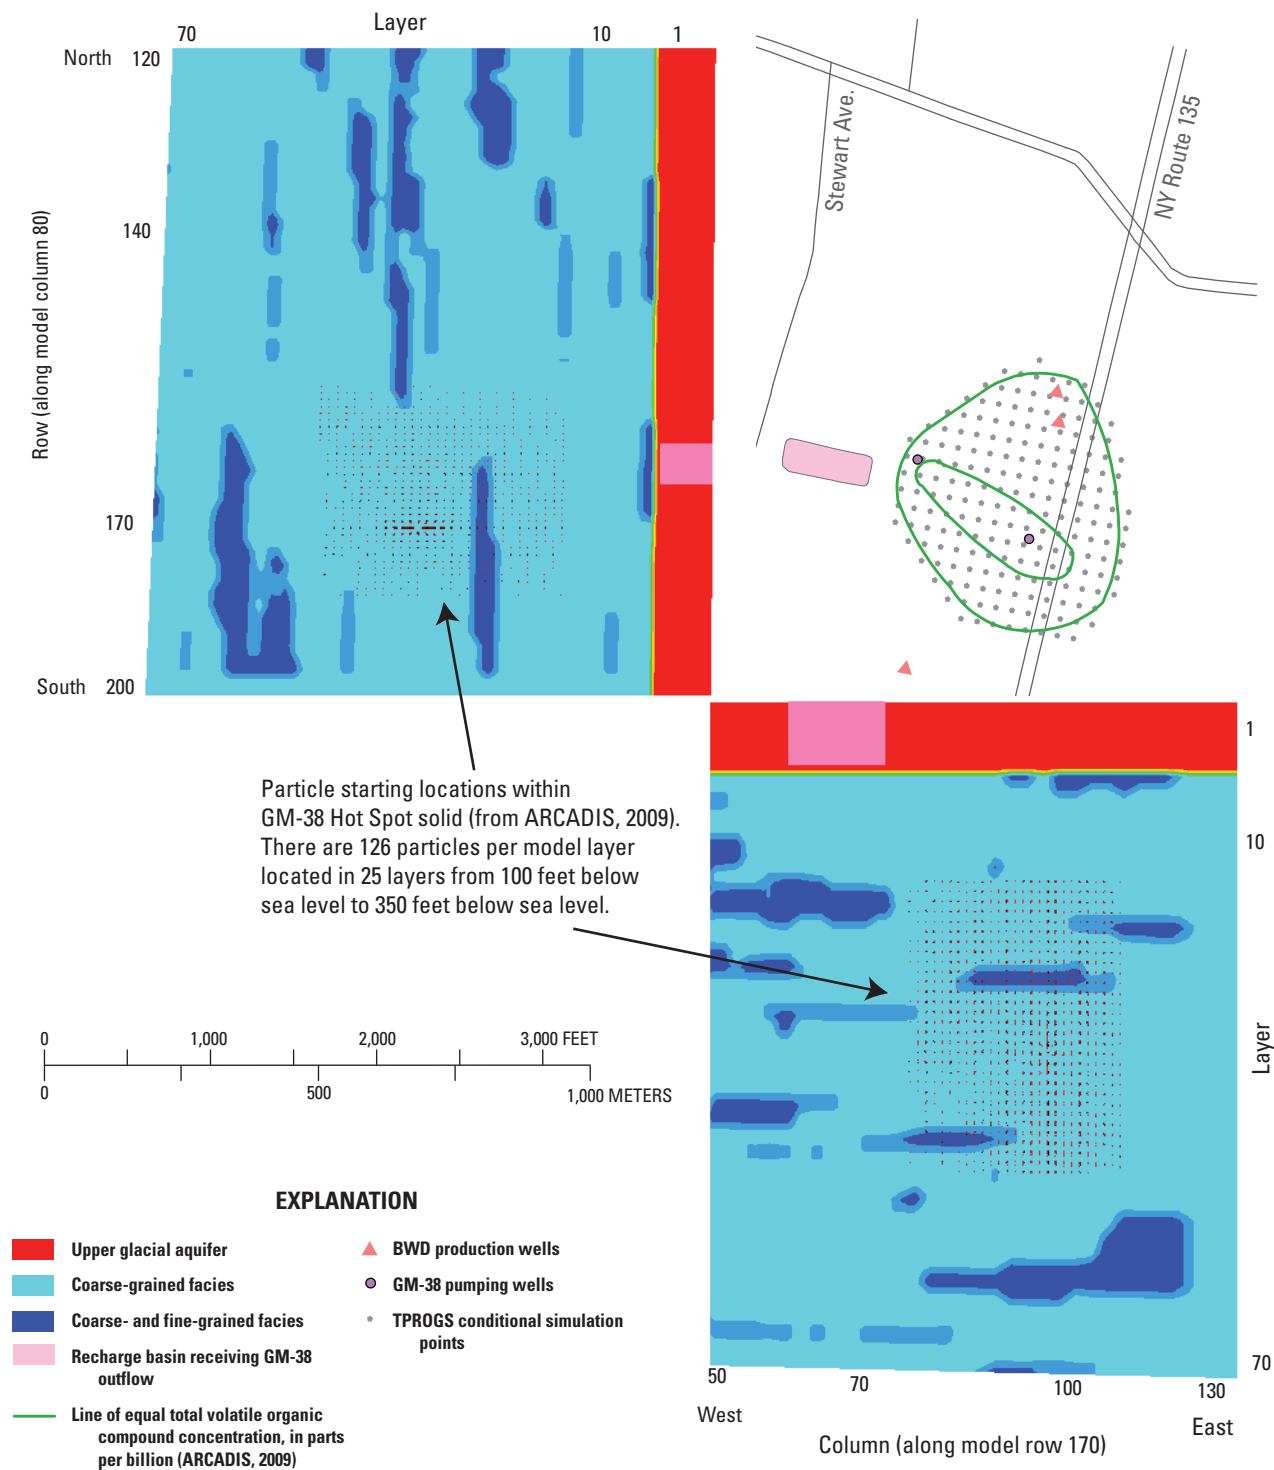 Layer
70
10
1
North
120
140
170
South
200
Row (along model column 80)
Stewart Ave.
NY Route 135
Particle starting locations within
GM-38 Hot Spot solid (from ARCADIS, 2009).
There are 126 particles per model layer
located in 25 layers from 100 feet below
sea level to 350 feet below sea level.
1
10
Layer
70
50
70
100
130
West
East
Column (along model row 170)
0
1,000
2,000
3,000 FEET
0
500
1,000 METERS
EXPLANATION
Upper glacial aquifer
Coarse-grained facies
Coarse- and fine-grained facies
Recharge basin receiving GM-38
outflow
Line of equal total volatile organic
compound concentration, in parts
per billion (ARCADIS, 2009)
BWD production wells
GM-38 pumping wells
TPROGS conditional simulation
points